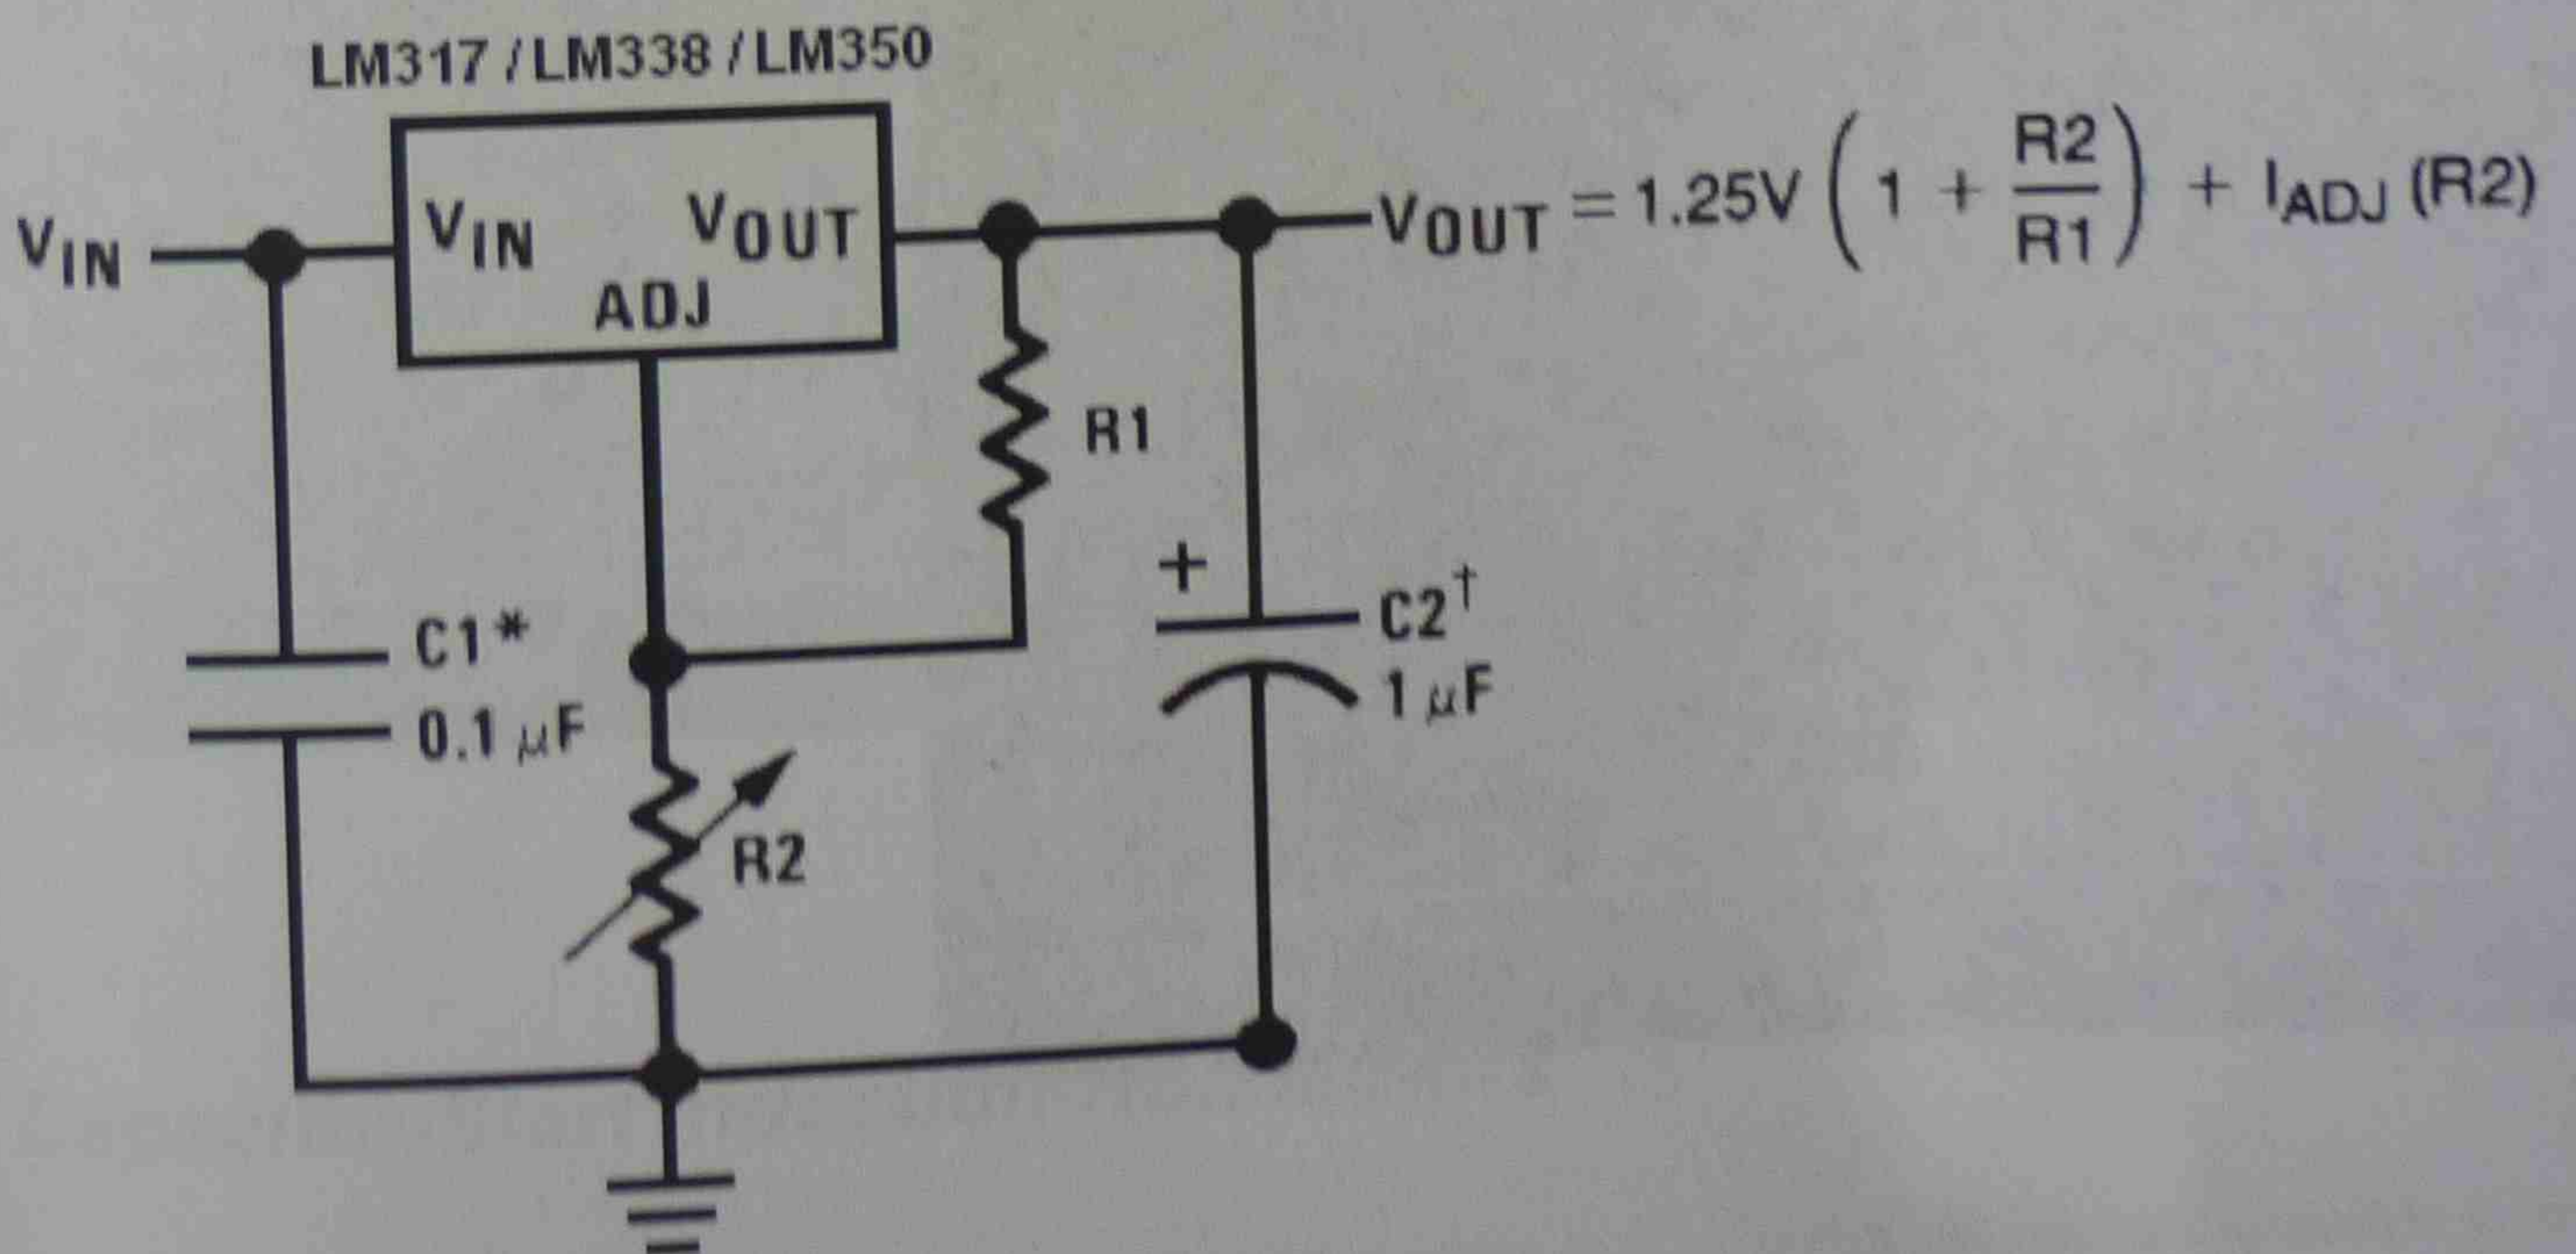 LM317 / LM338 / LM350
VIN
VIN VOUT
ADJ
VOUT = 1.25V (1 + R2/R1) + IADJ (R2)
R1
C1*
0.1 μF
C2†
1 μF
R2